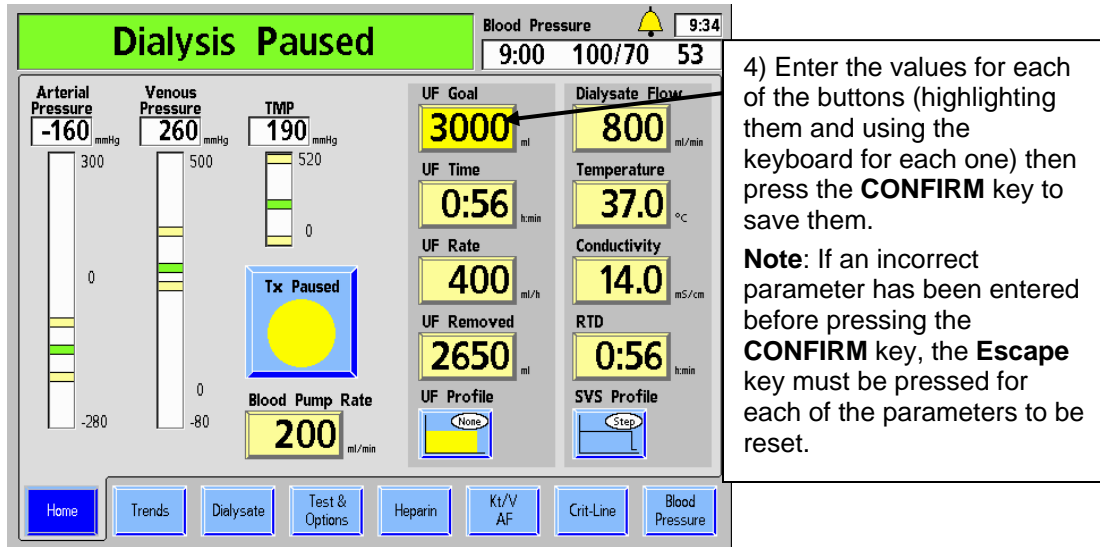 Dialysis Paused
Blood Pressure
9:34
9:00 100/70 53
Arterial
Pressure
-160 mmHg
300
0
-280
Venous
Pressure
260 mmHg
500
0
-80
TMP
190 mmHg
520
0
Tx Paused
Blood Pump Rate
200 ml/min
UF Goal
3000 ml
UF Time
0:56 h:min
UF Rate
400 ml/h
UF Removed
2650 ml
UF Profile
None
Dialysate Flow
800 ml/min
Temperature
37.0 °C
Conductivity
14.0 mS/cm
RTD
0:56 h:min
SVS Profile
Step
Home
Trends
Dialysate
Test &
Options
Heparin
Kt/V
AF
Crit-Line
Blood
Pressure
4) Enter the values for each
of the buttons (highlighting
them and using the
keyboard for each one) then
press the CONFIRM key to
save them.
Note: If an incorrect
parameter has been entered
before pressing the
CONFIRM key, the Escape
key must be pressed for
each of the parameters to be
reset.